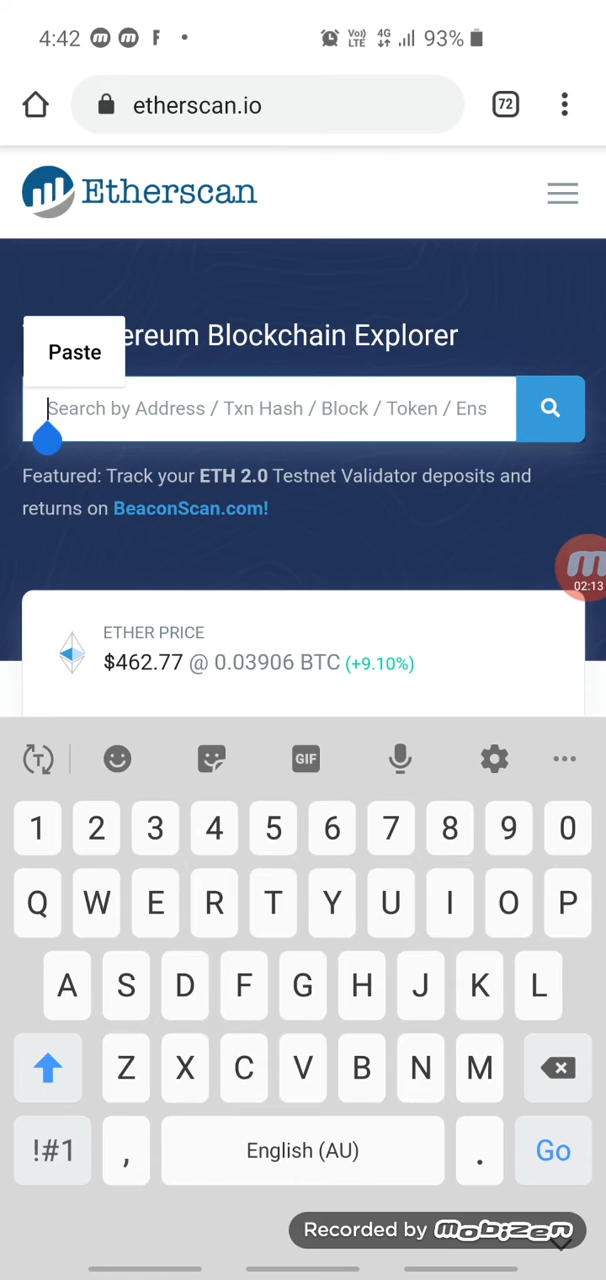 4:42 m m F • Vo) LTE 4G 93%
etherscan.io 72
Etherscan
ereum Blockchain Explorer
Paste
Search by Address / Txn Hash / Block / Token / Ens
Featured: Track your ETH 2.0 Testnet Validator deposits and
returns on BeaconScan.com!
m
02:13
ETHER PRICE
$462.77 @ 0.03906 BTC (+9.10%)
T GIF
1 2 3 4 5 6 7 8 9 0
Q W E R T Y U I O P
A S D F G H J K L
Z X C V B N M
!#1 , English (AU) . Go
Recorded by mobizen